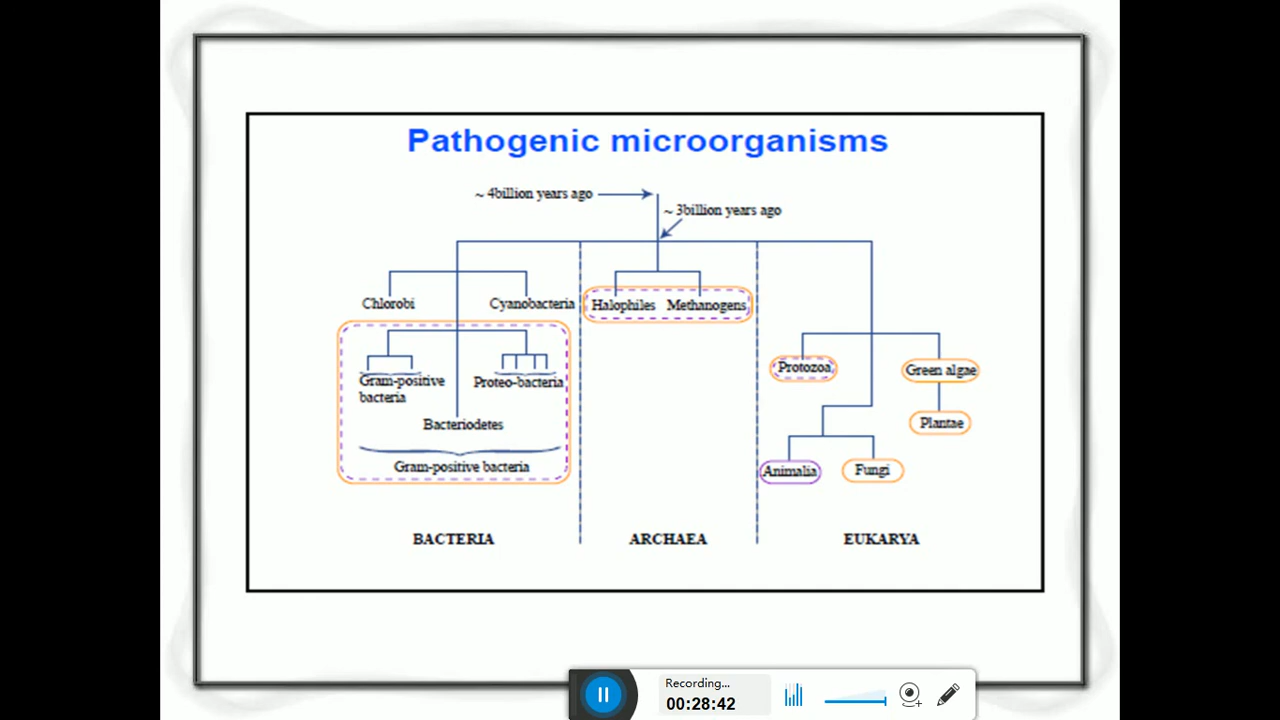 Pathogenic microorganisms
~ 4billion years ago
~ 3billion years ago
Chlorobi
Cyanobacteria
Halophiles
Methanogens
Protozoa
Green algae
Gram-positive
bacteria
Proteo-bacteria
Bacteriodetes
Plantae
Gram-positive bacteria
Animalia
Fungi
BACTERIA
ARCHAEA
EUKARYA
Recording...
00:28:42